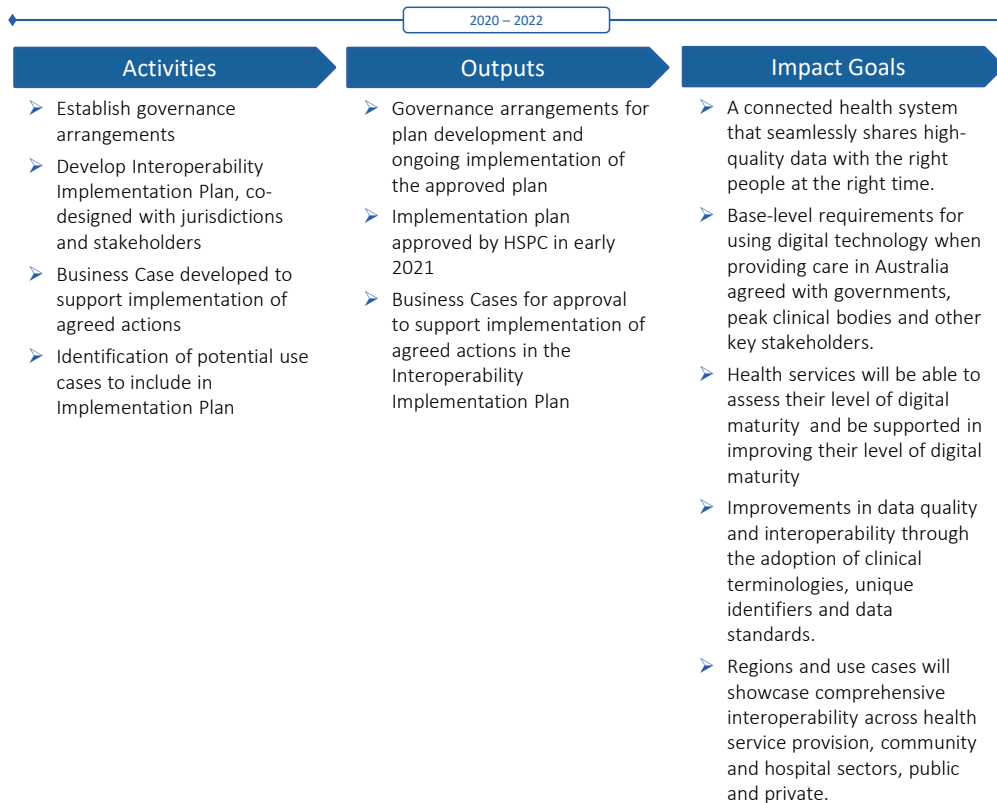 2020 – 2022
Activities
Establish governance
arrangements
Develop Interoperability
Implementation Plan, co-
designed with jurisdictions
and stakeholders
Business Case developed to
support implementation of
agreed actions
Identification of potential use
cases to include in
Implementation Plan
Outputs
Governance arrangements for
plan development and
ongoing implementation of
the approved plan
Implementation plan
approved by HSPC in early
2021
Business Cases for approval
to support implementation of
agreed actions in the
Interoperability
Implementation Plan
Impact Goals
A connected health system
that seamlessly shares high-
quality data with the right
people at the right time.
Base-level requirements for
using digital technology when
providing care in Australia
agreed with governments,
peak clinical bodies and other
key stakeholders.
Health services will be able to
assess their level of digital
maturity and be supported in
improving their level of digital
maturity
Improvements in data quality
and interoperability through
the adoption of clinical
terminologies, unique
identifiers and data
standards.
Regions and use cases will
showcase comprehensive
interoperability across health
service provision, community
and hospital sectors, public
and private.